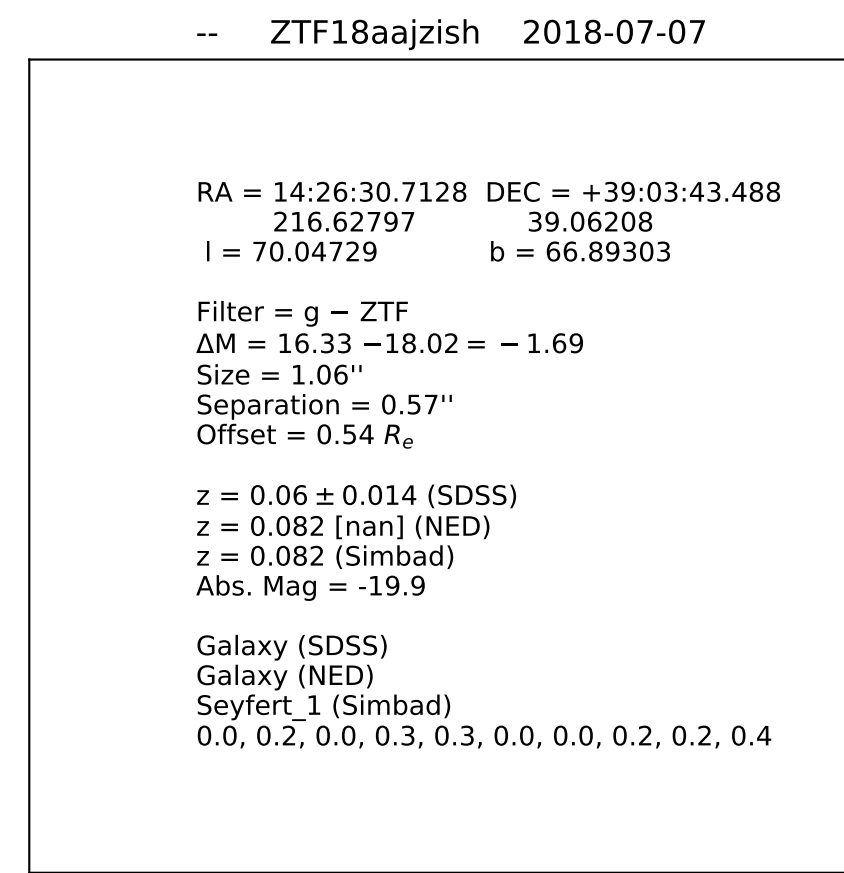 -- ZTF18aajzish 2018-07-07
RA = 14:26:30.7128 DEC = +39:03:43.488
216.62797 39.06208
l = 70.04729 b = 66.89303
Filter = g − ZTF
ΔM = 16.33 −18.02 = − 1.69
Size = 1.06''
Separation = 0.57''
Offset = 0.54 Rₑ
z = 0.06 ± 0.014 (SDSS)
z = 0.082 [nan] (NED)
z = 0.082 (Simbad)
Abs. Mag = -19.9
Galaxy (SDSS)
Galaxy (NED)
Seyfert_1 (Simbad)
0.0, 0.2, 0.0, 0.3, 0.3, 0.0, 0.0, 0.2, 0.2, 0.4